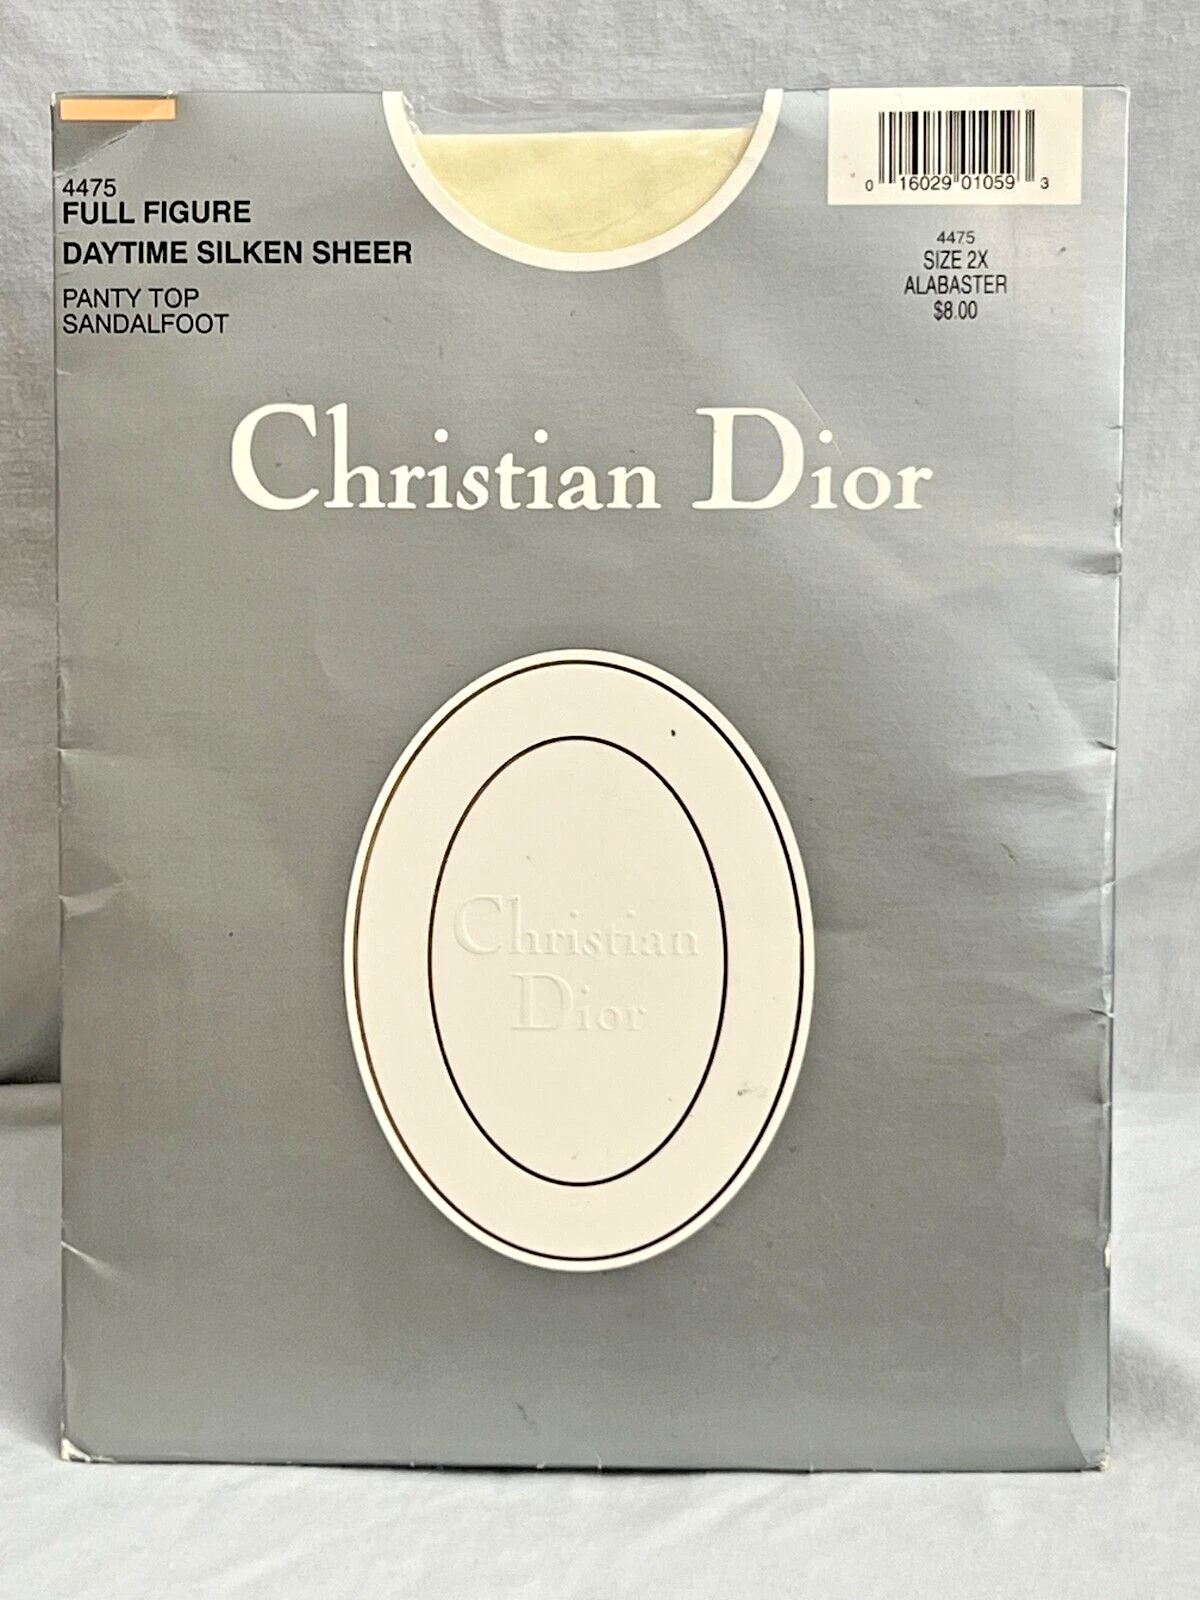 4475
FULL FIGURE
DAYTIME SILKEN SHEER
PANTY TOP
SANDALFOOT
0 16029 01059 3
4475
SIZE 2X
ALABASTER
$8.00
Christian Dior
Christian
Dior